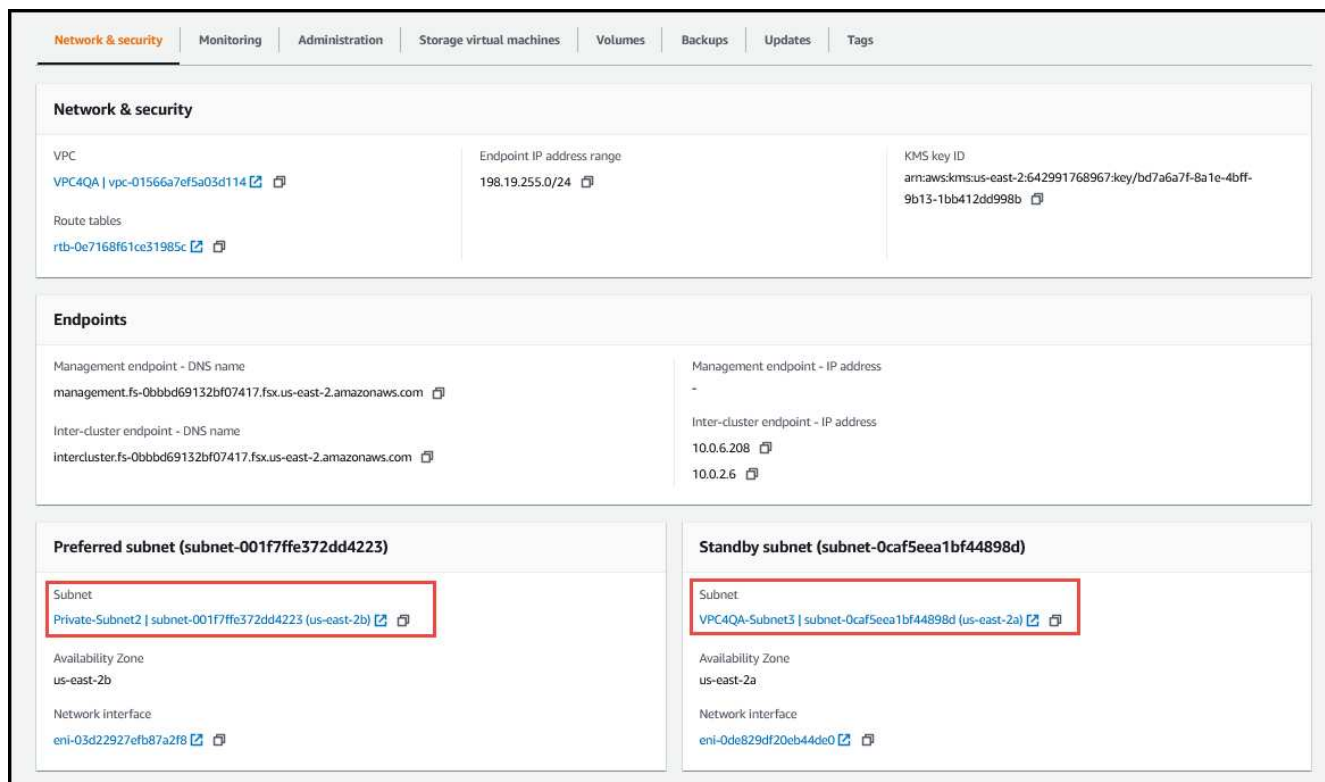 Network & security
Monitoring
Administration
Storage virtual machines
Volumes
Backups
Updates
Tags
Network & security
VPC
VPC4QA | vpc-01566a7ef5a03d114
Route tables
rtb-0e7168f61ce31985c
Endpoint IP address range
198.19.255.0/24
KMS key ID
arn:aws:kms:us-east-2:642991768967:key/bd7a6a7f-8a1e-4bff-
9b13-1bb412dd998b
Endpoints
Management endpoint - DNS name
management.fs-0bbbd69132bf07417.fsx.us-east-2.amazonaws.com
Inter-cluster endpoint - DNS name
intercluster.fs-0bbbd69132bf07417.fsx.us-east-2.amazonaws.com
Management endpoint - IP address
-
Inter-cluster endpoint - IP address
10.0.6.208
10.0.2.6
Preferred subnet (subnet-001f7ffe372dd4223)
Subnet
Private-Subnet2 | subnet-001f7ffe372dd4223 (us-east-2b)
Availability Zone
us-east-2b
Network interface
eni-03d22927efb87a2f8
Standby subnet (subnet-0caf5eea1bf44898d)
Subnet
VPC4QA-Subnet3 | subnet-0caf5eea1bf44898d (us-east-2a)
Availability Zone
us-east-2a
Network interface
eni-0de829df20eb44de0